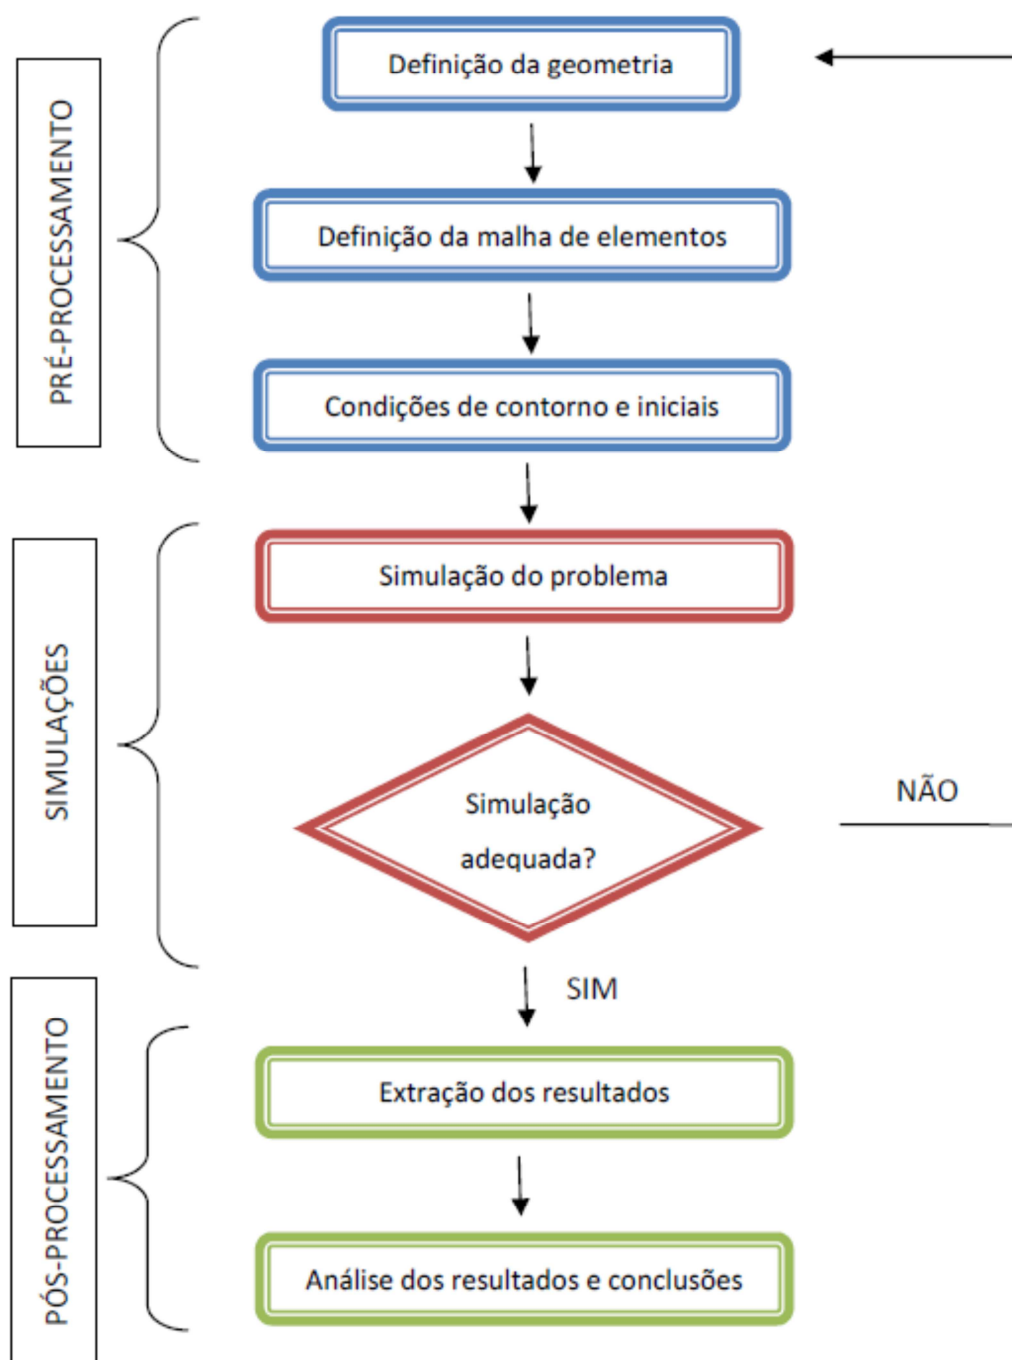 PRÉ-PROCESSAMENTO
Definição da geometria
Definição da malha de elementos
Condições de contorno e iniciais
SIMULAÇÕES
Simulação do problema
Simulação
adequada?
NÃO
SIM
PÓS-PROCESSAMENTO
Extração dos resultados
Análise dos resultados e conclusões